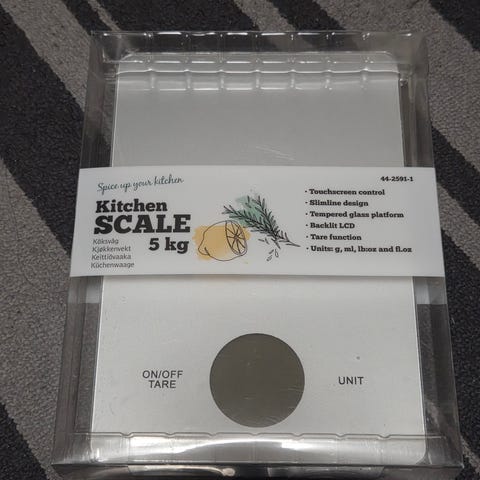 Spice up your kitchen
Kitchen
SCALE
5 kg
Köksvåg
Kjøkkenvekt
Keittiövaaka
Küchenwaage
44-2591-1
· Touchscreen control
· Slimline design
· Tempered glass platform
· Backlit LCD
· Tare function
· Units: g, ml, lb:oz and fl.oz
ON/OFF
TARE
UNIT